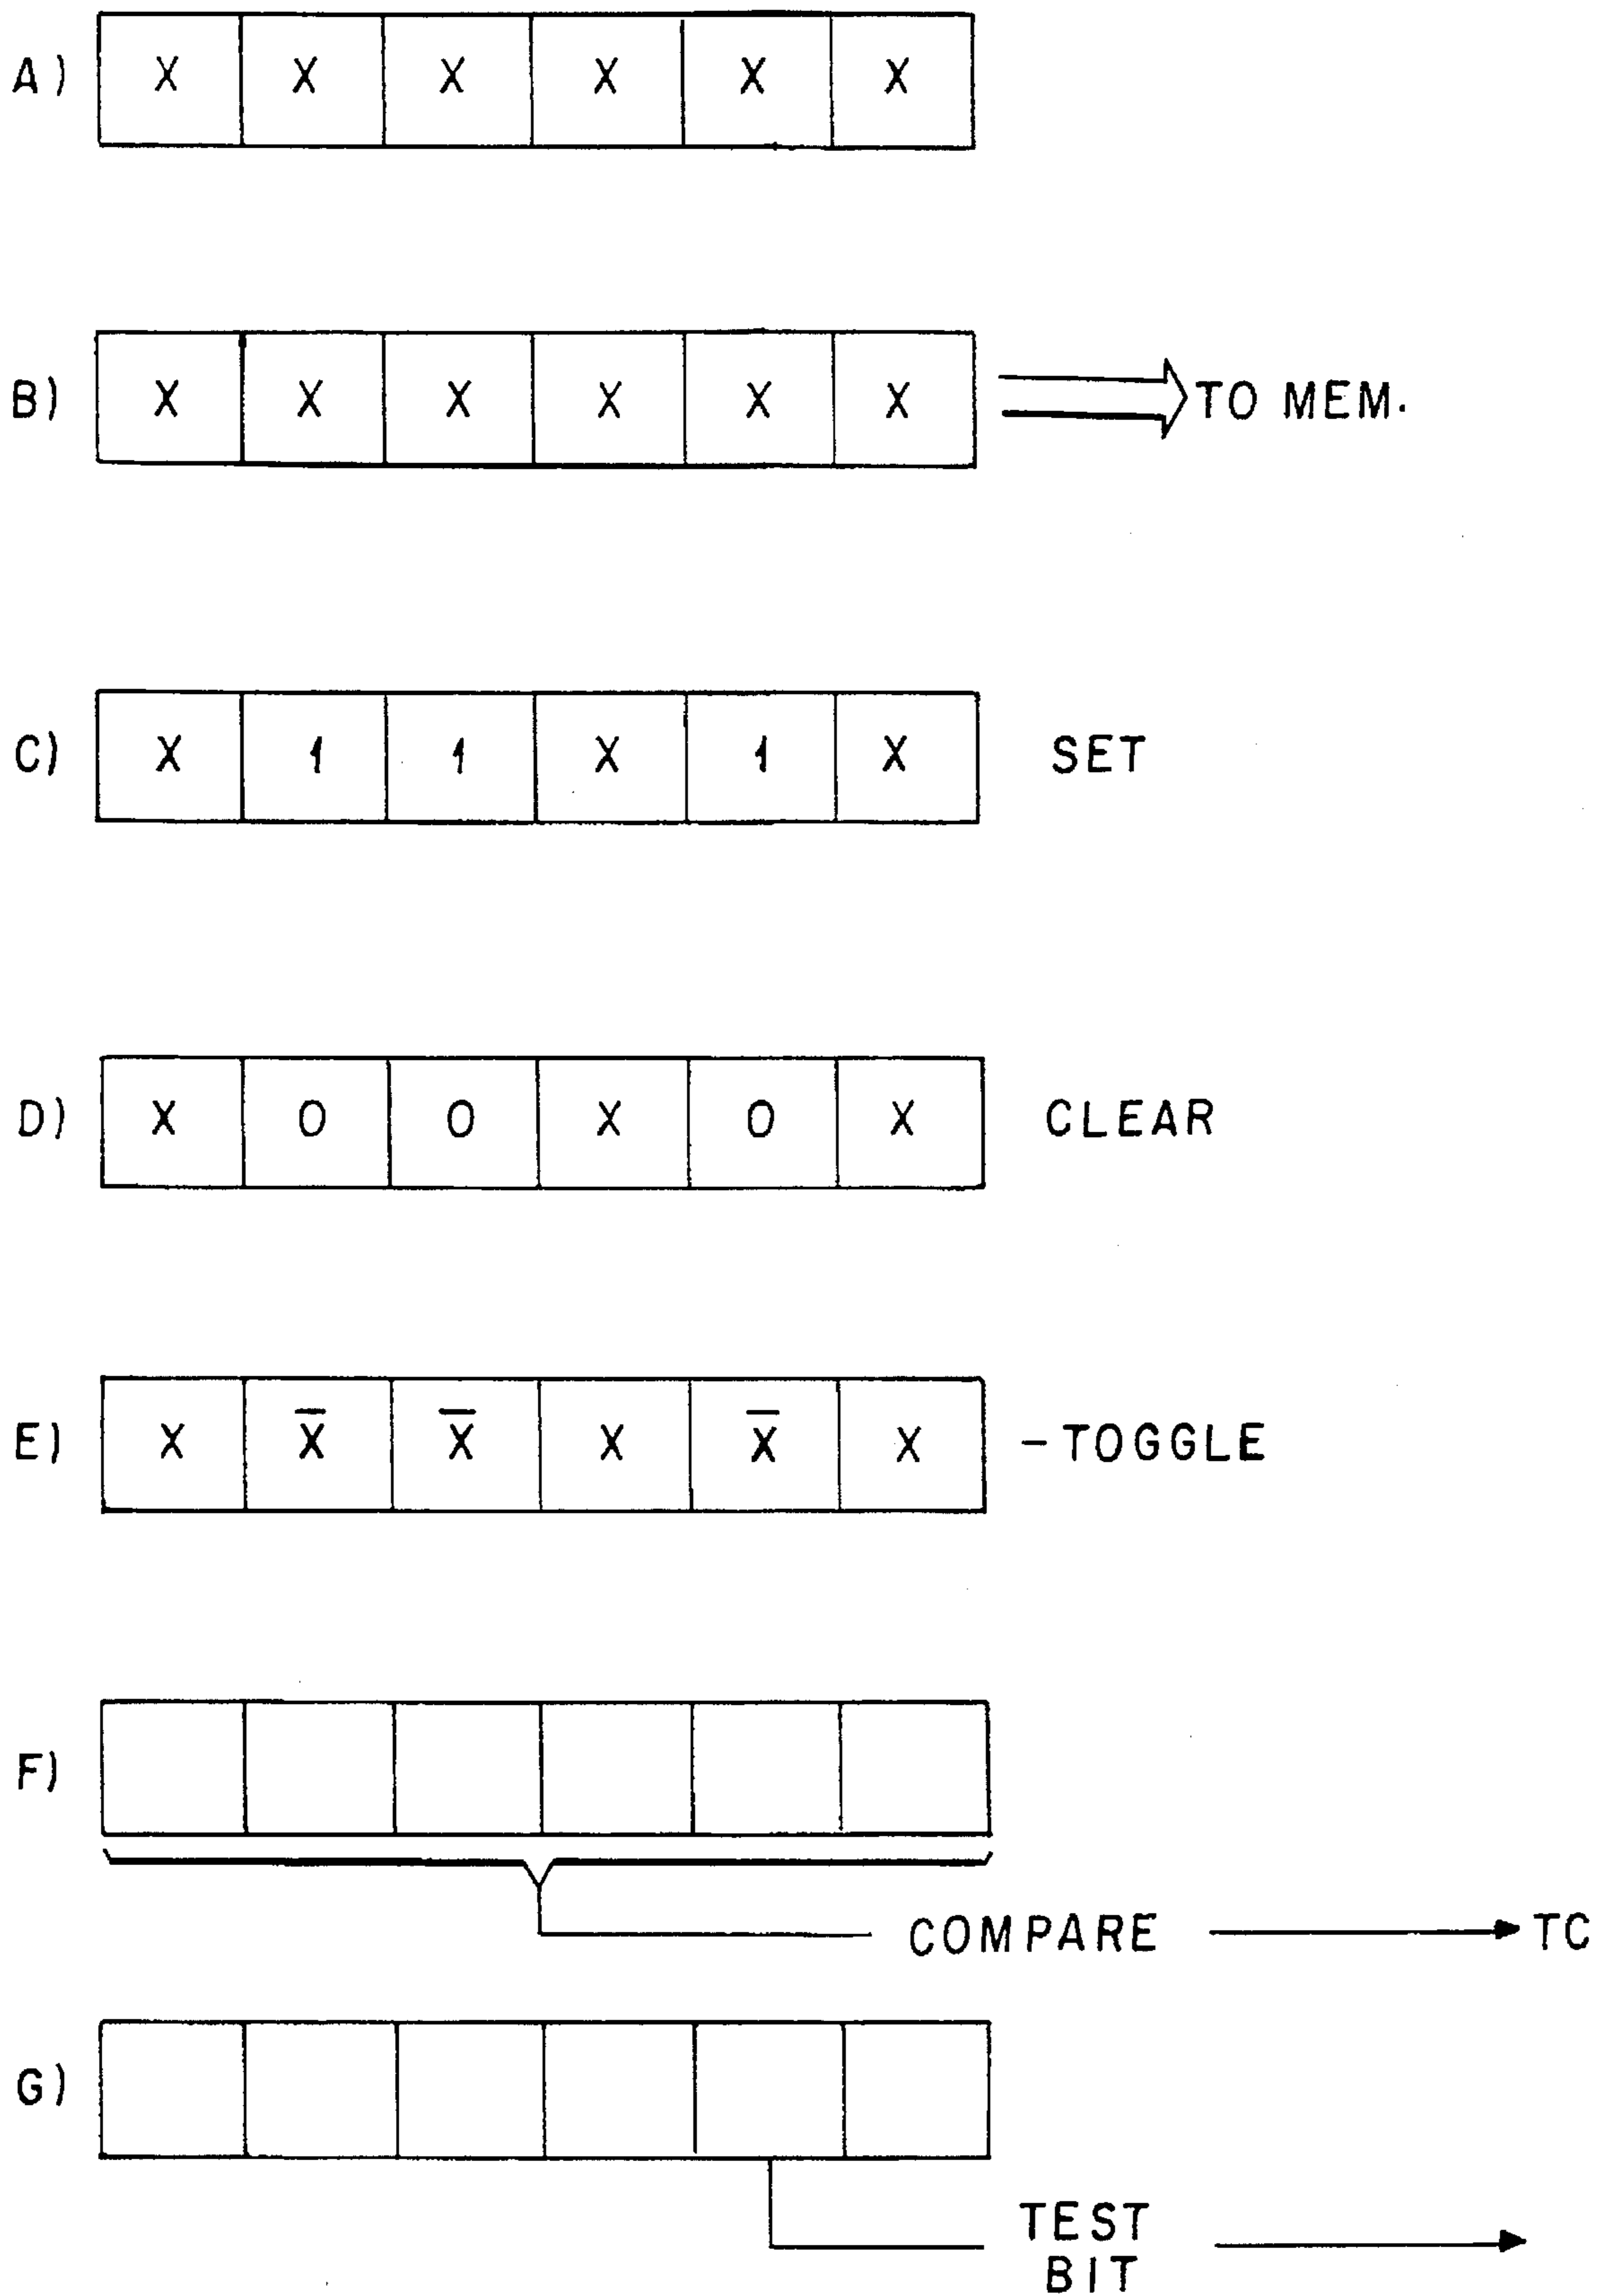 A) X X X X X X
B) X X X X X X TO MEM.
C) X 1 1 X 1 X SET
D) X 0 0 X 0 X CLEAR
E) X X̅ X̅ X X̅ X – TOGGLE
F)
COMPARE TC
G)
TEST
BIT